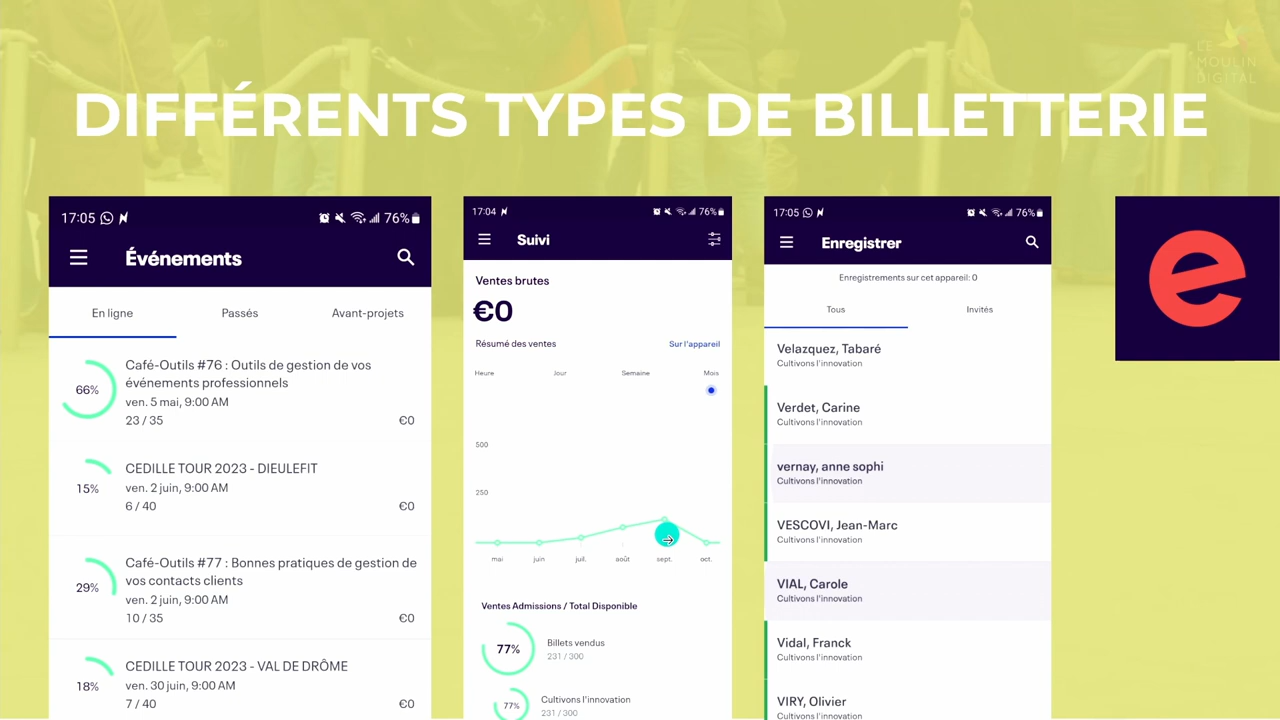 LE
MOULIN
DIGITAL
DIFFÉRENTS TYPES DE BILLETTERIE
17:05 76%
Événements
En ligne Passés Avant-projets
66%
Café-Outils #76 : Outils de gestion de vos
événements professionnels
ven. 5 mai, 9:00 AM
23 / 35 €0
15%
CEDILLE TOUR 2023 - DIEULEFIT
ven. 2 juin, 9:00 AM
6 / 40 €0
29%
Café-Outils #77 : Bonnes pratiques de gestion de
vos contacts clients
ven. 2 juin, 9:00 AM
10 / 35 €0
18%
CEDILLE TOUR 2023 - VAL DE DRÔME
ven. 30 juin, 9:00 AM
7 / 40 €0
17:04 76%
Suivi
Ventes brutes
€0
Résumé des ventes Sur l'appareil
Heure Jour Semaine Mois
500
250
mai juin juil. août sept. oct.
Ventes Admissions / Total Disponible
77%
Billets vendus
231 / 300
77%
Cultivons l'innovation
231 / 300
17:05 76%
Enregistrer
Enregistrements sur cet appareil: 0
Tous Invités
Velazquez, Tabaré
Cultivons l'innovation
Verdet, Carine
Cultivons l'innovation
vernay, anne sophi
Cultivons l'innovation
VESCOVI, Jean-Marc
Cultivons l'innovation
VIAL, Carole
Cultivons l'innovation
Vidal, Franck
Cultivons l'innovation
VIRY, Olivier
Cultivons l'innovation
e